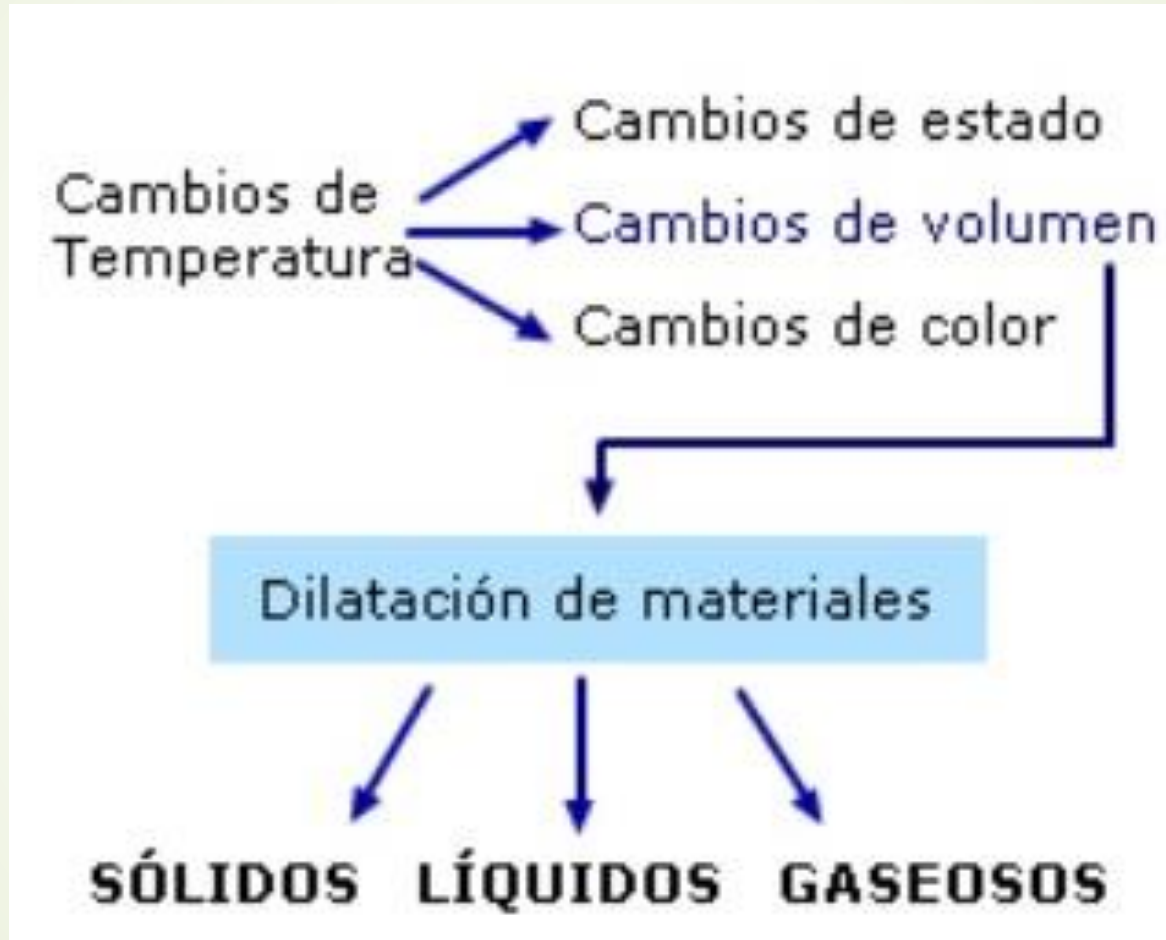 Cambios de estado
Cambios de
Temperatura
Cambios de volumen
Cambios de color
Dilatación de materiales
SÓLIDOS LÍQUIDOS GASEOSOS